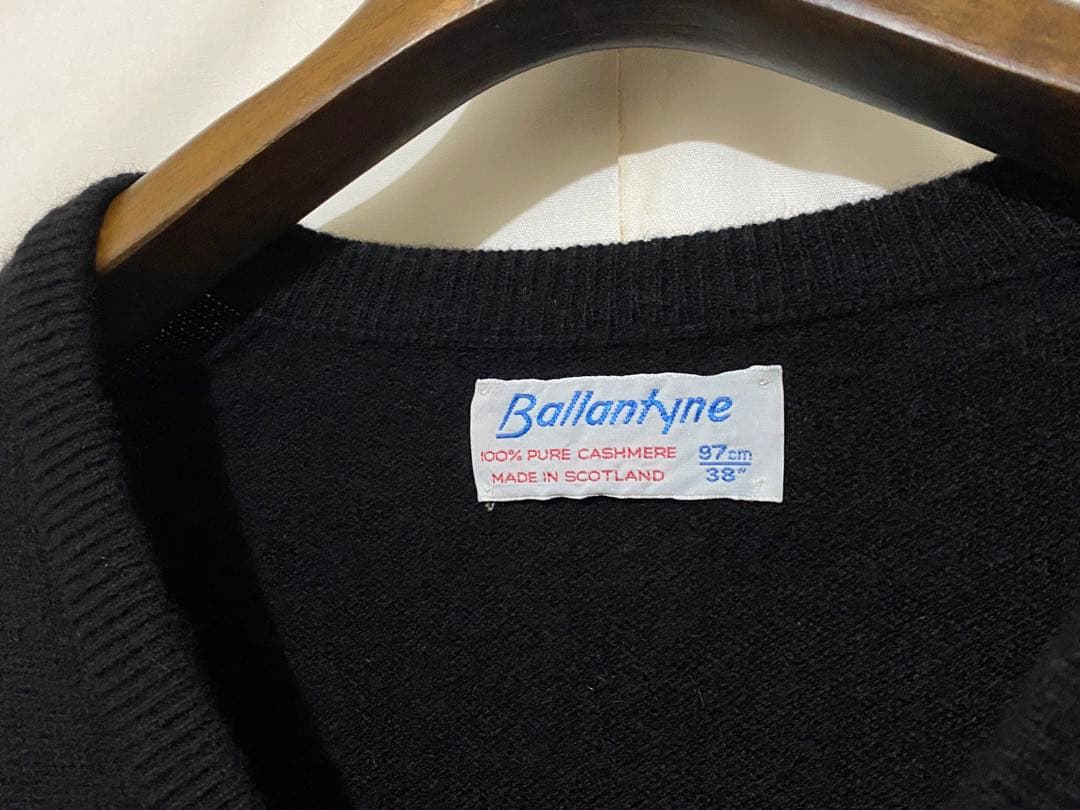 Ballantyne
100% PURE CASHMERE 97cm
MADE IN SCOTLAND 38"